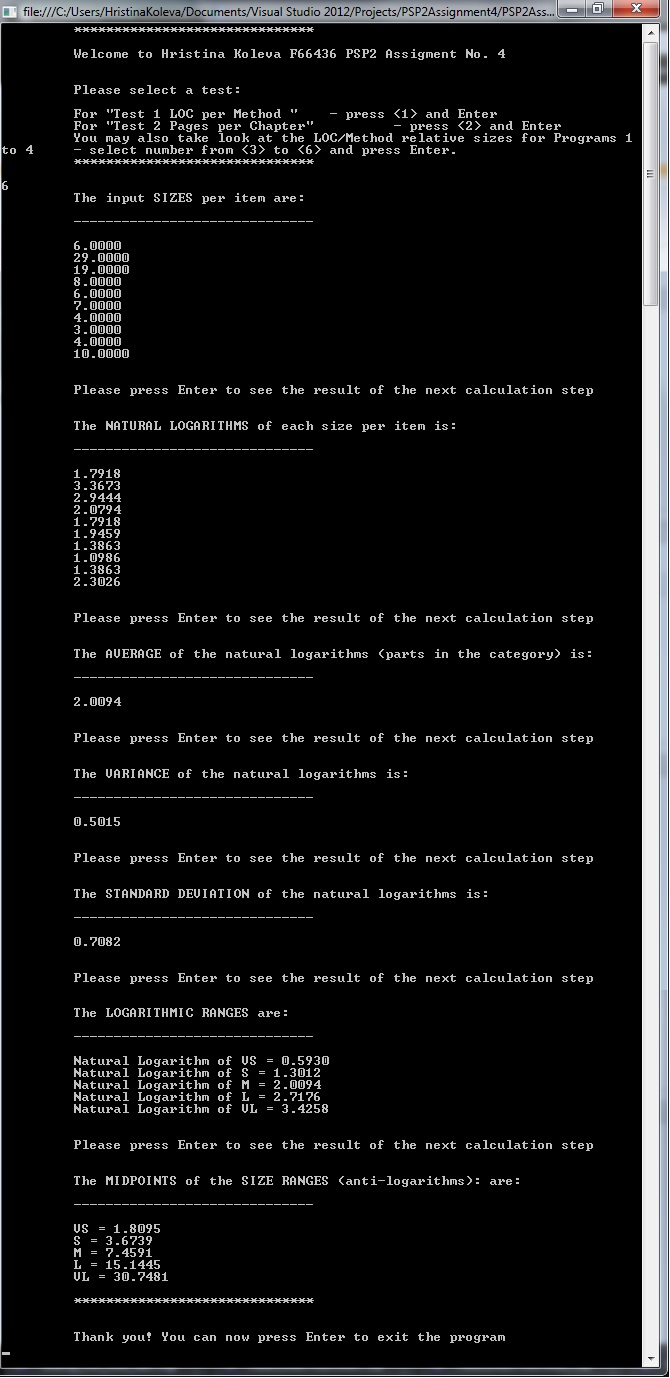 file:///C:/Users/HristinaKoleva/Documents/Visual Studio 2012/Projects/PSP2Assignment4/PSP2Ass...
******************************
Welcome to Hristina Koleva F66436 PSP2 Assigment No. 4
Please select a test:
For "Test 1 LOC per Method "    - press <1> and Enter
For "Test 2 Pages per Chapter"          - press <2> and Enter
You may also take look at the LOC/Method relative sizes for Programs 1
to 4     - select number from <3> to <6> and press Enter.
******************************
6
The input SIZES per item are:
------------------------------
6.0000
29.0000
19.0000
8.0000
6.0000
7.0000
4.0000
3.0000
4.0000
10.0000
Please press Enter to see the result of the next calculation step
The NATURAL LOGARITHMS of each size per item is:
------------------------------
1.7918
3.3673
2.9444
2.0794
1.7918
1.9459
1.3863
1.0986
1.3863
2.3026
Please press Enter to see the result of the next calculation step
The AVERAGE of the natural logarithms (parts in the category) is:
------------------------------
2.0094
Please press Enter to see the result of the next calculation step
The VARIANCE of the natural logarithms is:
------------------------------
0.5015
Please press Enter to see the result of the next calculation step
The STANDARD DEVIATION of the natural logarithms is:
------------------------------
0.7082
Please press Enter to see the result of the next calculation step
The LOGARITHMIC RANGES are:
------------------------------
Natural Logarithm of VS = 0.5930
Natural Logarithm of S = 1.3012
Natural Logarithm of M = 2.0094
Natural Logarithm of L = 2.7176
Natural Logarithm of VL = 3.4258
Please press Enter to see the result of the next calculation step
The MIDPOINTS of the SIZE RANGES (anti-logarithms): are:
------------------------------
VS = 1.8095
S = 3.6739
M = 7.4591
L = 15.1445
VL = 30.7481
******************************
Thank you! You can now press Enter to exit the program